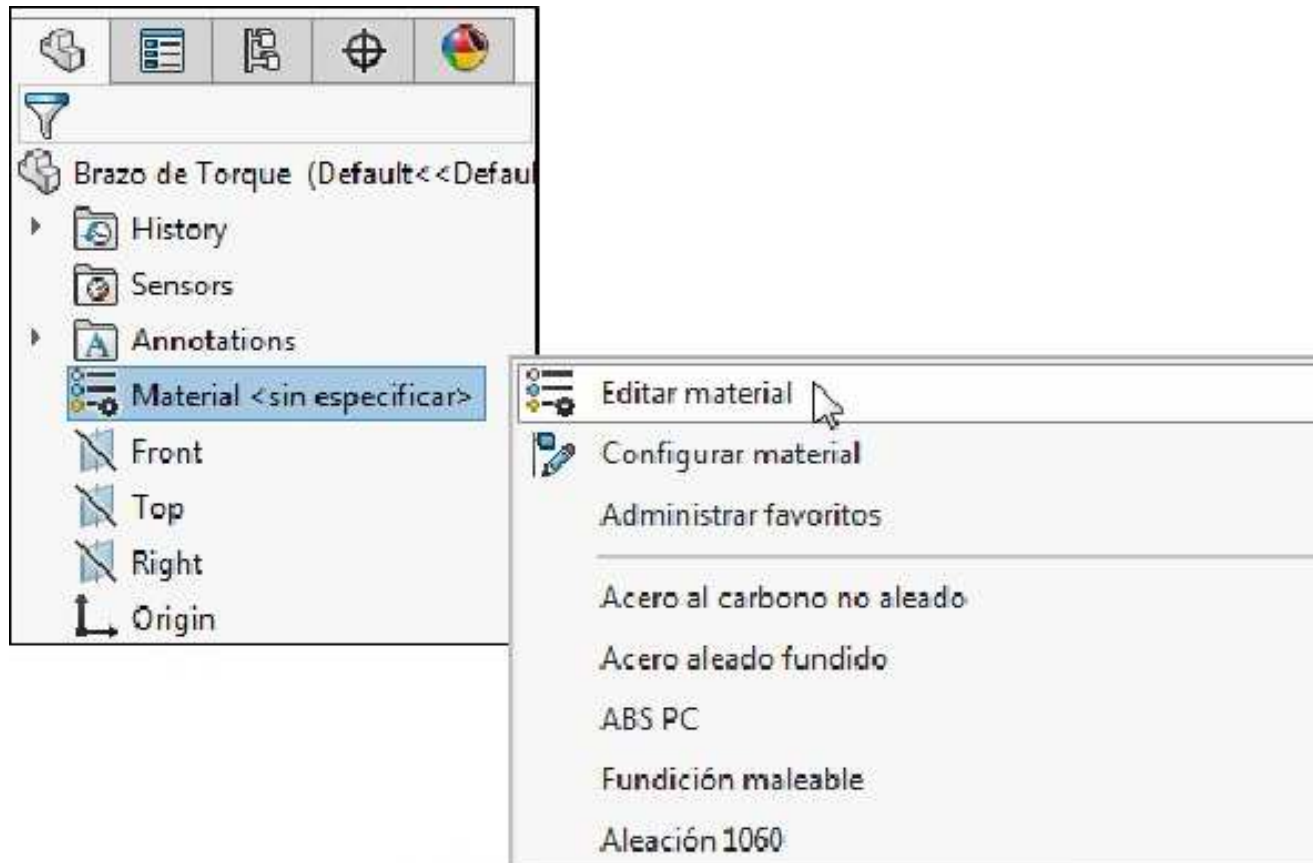 Brazo de Torque (Default<<Defaul
History
Sensors
A Annotations
Material <sin especificar>
Front
Top
Right
Origin
Editar material
Configurar material
Administrar favoritos
Acero al carbono no aleado
Acero aleado fundido
ABS PC
Fundición maleable
Aleación 1060